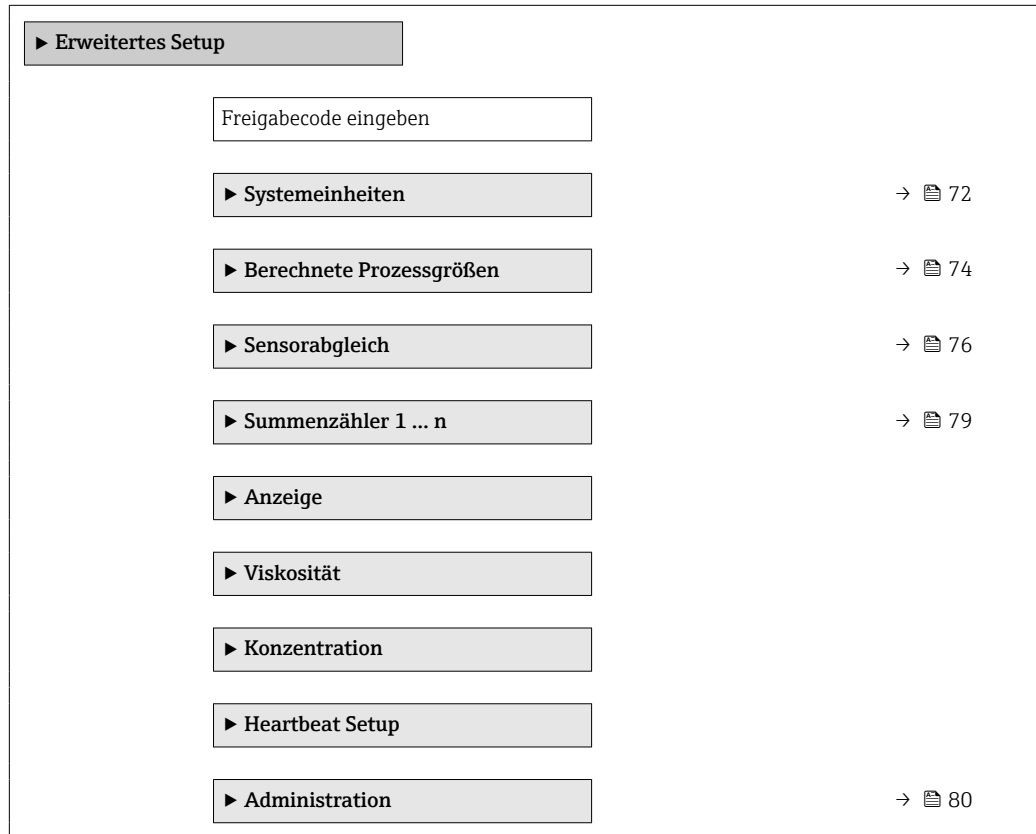 ▶ Erweitertes Setup
Freigabecode eingeben
▶ Systemeinheiten → 72
▶ Berechnete Prozessgrößen → 74
▶ Sensorabgleich → 76
▶ Summenzähler 1 … n → 79
▶ Anzeige
▶ Viskosität
▶ Konzentration
▶ Heartbeat Setup
▶ Administration → 80